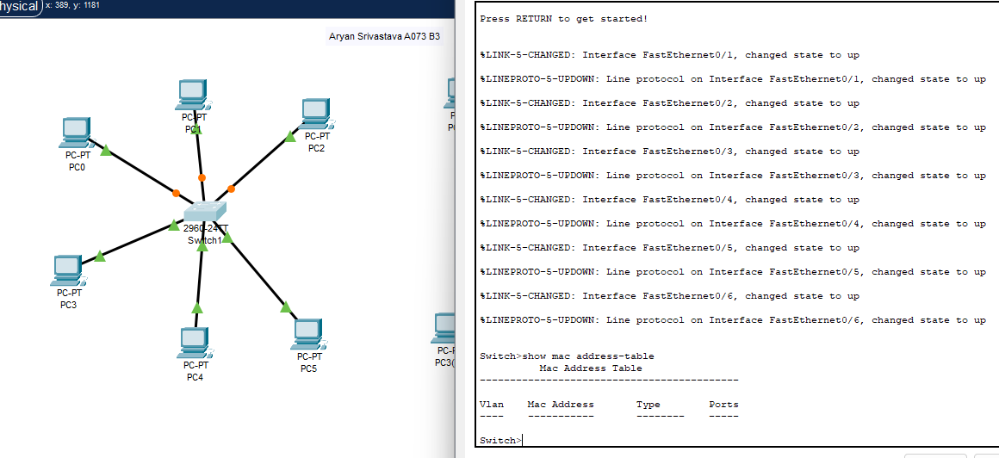 hysical x: 389, y: 1181
Aryan Srivastava A073 B3
PC-PT
PC1
PC-PT
PC2
PC-PT
PC0
2960-24TT
Switch1
PC-PT
PC3
PC-PT
PC4
PC-PT
PC5
P
PC
PC-P
PC3(
Press RETURN to get started!
%LINK-5-CHANGED: Interface FastEthernet0/1, changed state to up
%LINEPROTO-5-UPDOWN: Line protocol on Interface FastEthernet0/1, changed state to up
%LINK-5-CHANGED: Interface FastEthernet0/2, changed state to up
%LINEPROTO-5-UPDOWN: Line protocol on Interface FastEthernet0/2, changed state to up
%LINK-5-CHANGED: Interface FastEthernet0/3, changed state to up
%LINEPROTO-5-UPDOWN: Line protocol on Interface FastEthernet0/3, changed state to up
%LINK-5-CHANGED: Interface FastEthernet0/4, changed state to up
%LINEPROTO-5-UPDOWN: Line protocol on Interface FastEthernet0/4, changed state to up
%LINK-5-CHANGED: Interface FastEthernet0/5, changed state to up
%LINEPROTO-5-UPDOWN: Line protocol on Interface FastEthernet0/5, changed state to up
%LINK-5-CHANGED: Interface FastEthernet0/6, changed state to up
%LINEPROTO-5-UPDOWN: Line protocol on Interface FastEthernet0/6, changed state to up
Switch>show mac address-table
Mac Address Table
-------------------------------------------
Vlan    Mac Address       Type        Ports
----    -----------       --------    -----
Switch>